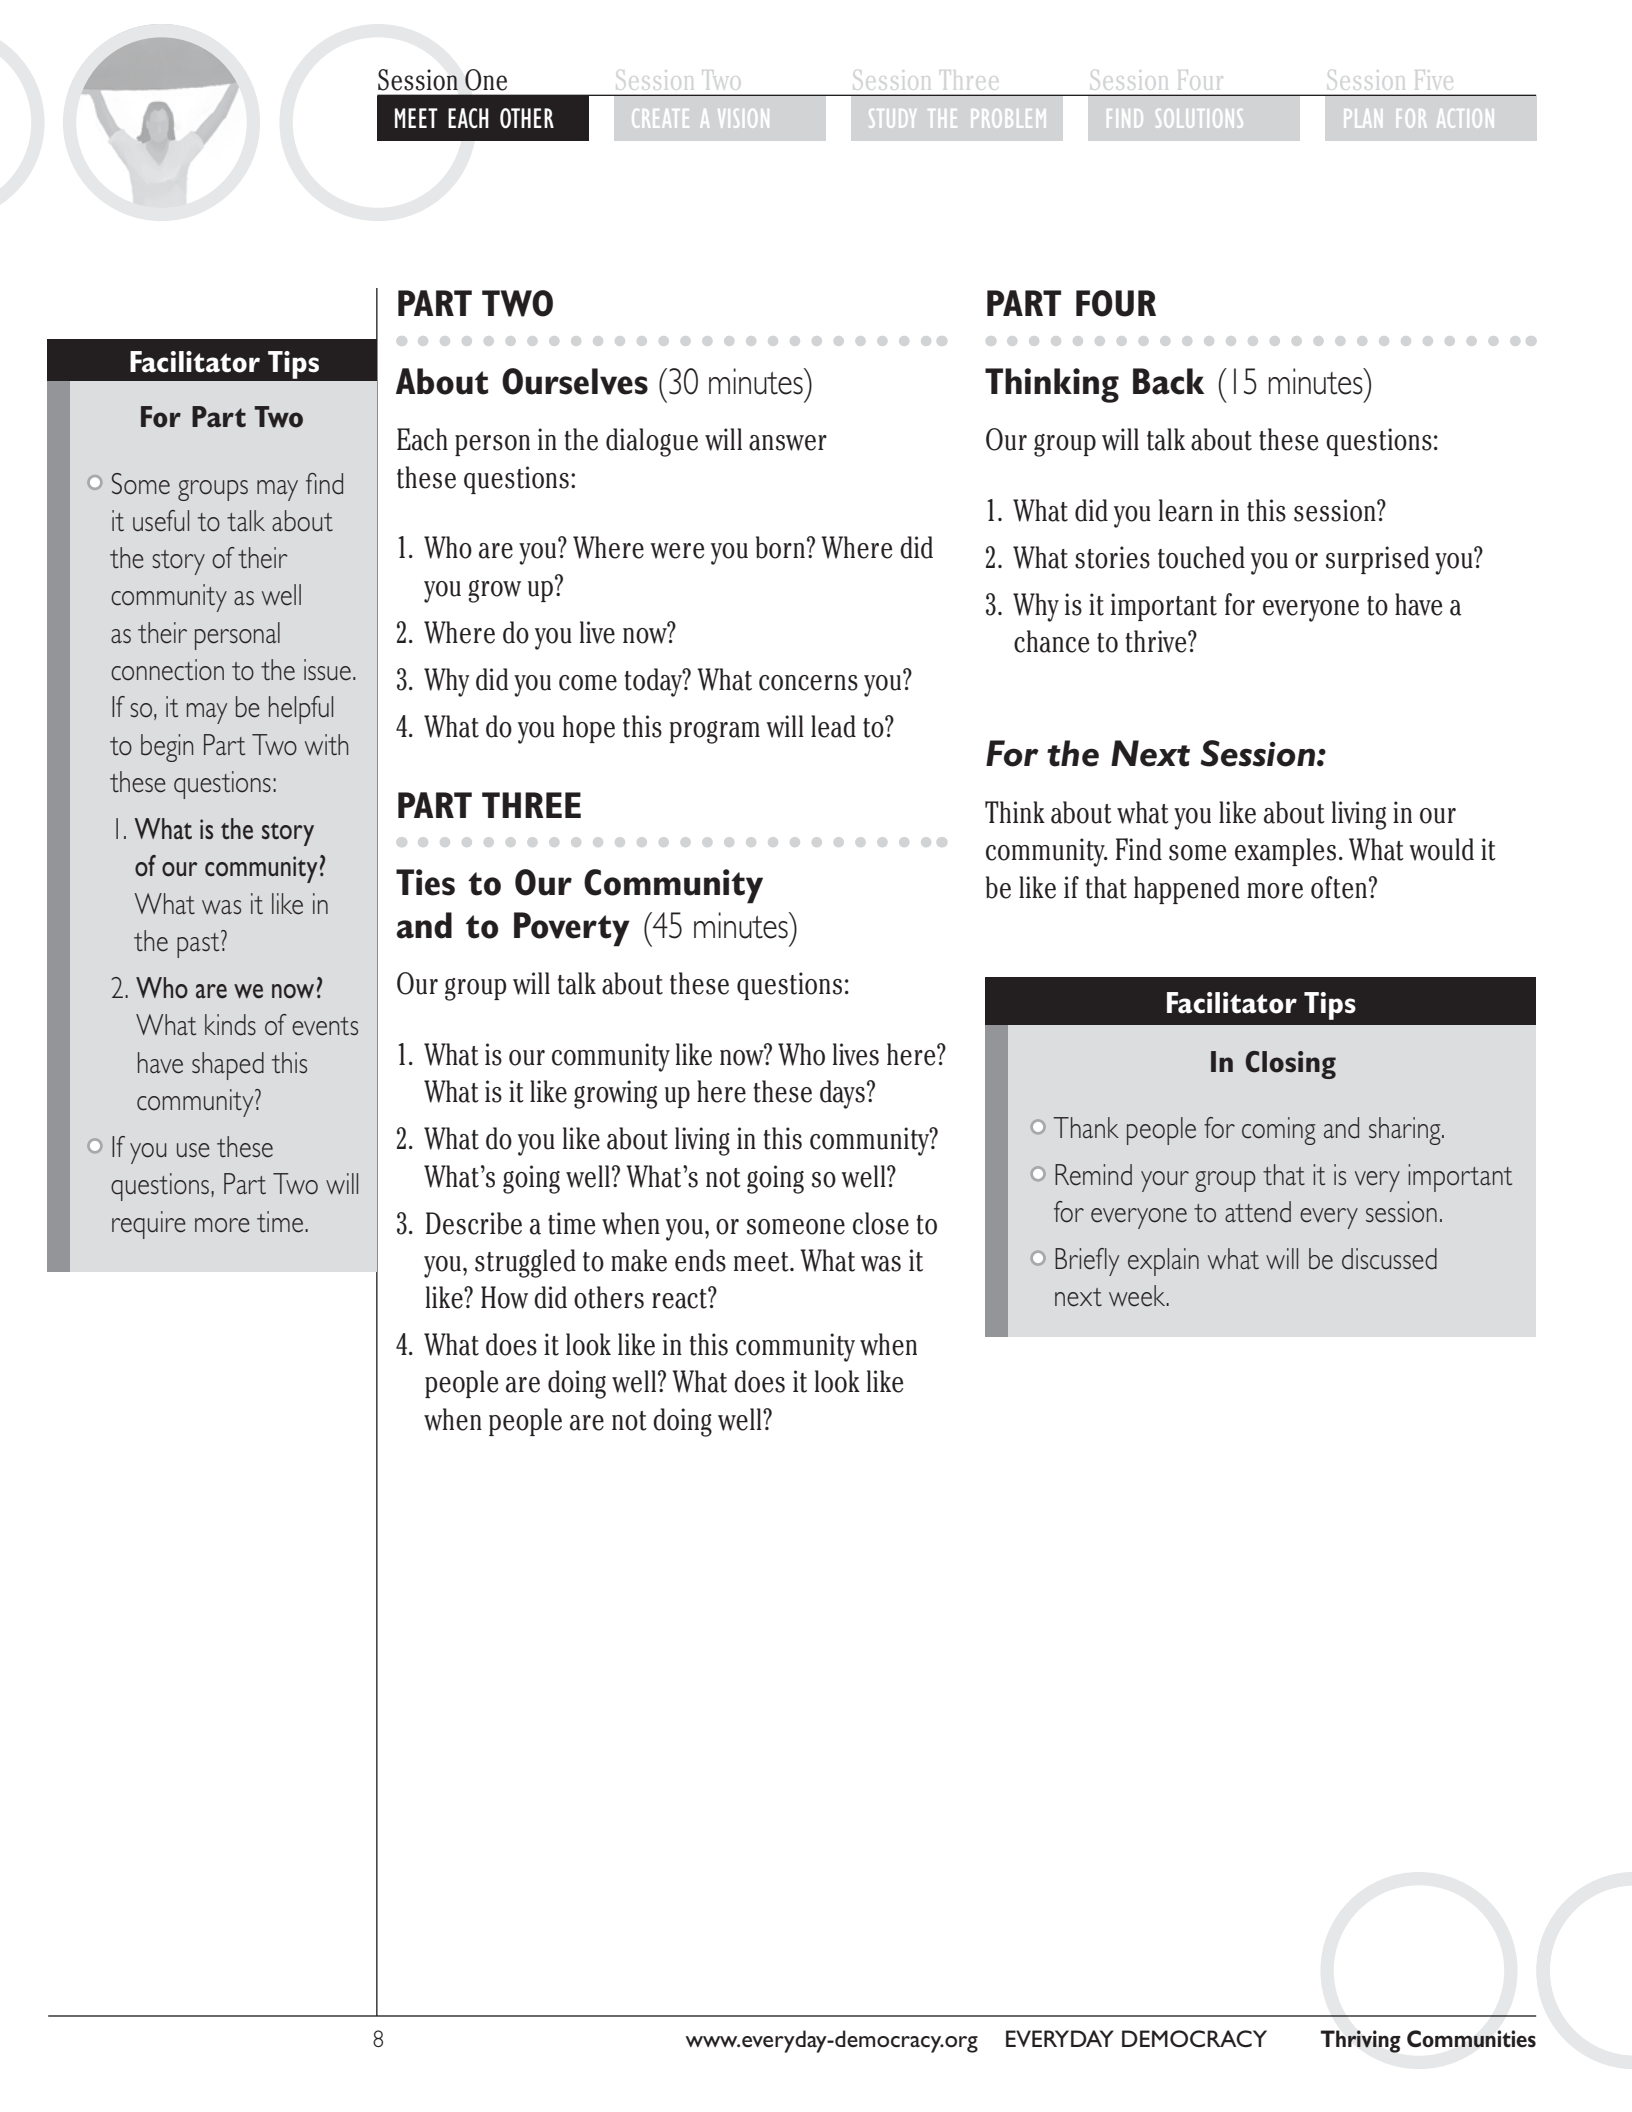 Session One
Session Two
Session Three
Session Four
Session Five
MEET EACH OTHER
CREATE A VISION
STUDY THE PROBLEM
FIND SOLUTIONS
PLAN FOR ACTION
Facilitator Tips
For Part Two
Some groups may find
it useful to talk about
the story of their
community as well
as their personal
connection to the issue.
If so, it may be helpful
to begin Part Two with
these questions:
1. What is the story
of our community?
What was it like in
the past?
2. Who are we now?
What kinds of events
have shaped this
community?
If you use these
questions, Part Two will
require more time.
PART TWO
About Ourselves (30 minutes)
Each person in the dialogue will answer
these questions:
1. Who are you? Where were you born? Where did
you grow up?
2. Where do you live now?
3. Why did you come today? What concerns you?
4. What do you hope this program will lead to?
PART THREE
Ties to Our Community
and to Poverty (45 minutes)
Our group will talk about these questions:
1. What is our community like now? Who lives here?
What is it like growing up here these days?
2. What do you like about living in this community?
What's going well? What's not going so well?
3. Describe a time when you, or someone close to
you, struggled to make ends meet. What was it
like? How did others react?
4. What does it look like in this community when
people are doing well? What does it look like
when people are not doing well?
PART FOUR
Thinking Back (15 minutes)
Our group will talk about these questions:
1. What did you learn in this session?
2. What stories touched you or surprised you?
3. Why is it important for everyone to have a
chance to thrive?
For the Next Session:
Think about what you like about living in our
community. Find some examples. What would it
be like if that happened more often?
Facilitator Tips
In Closing
Thank people for coming and sharing.
Remind your group that it is very important
for everyone to attend every session.
Briefly explain what will be discussed
next week.
8
www.everyday-democracy.org EVERYDAY DEMOCRACY Thriving Communities